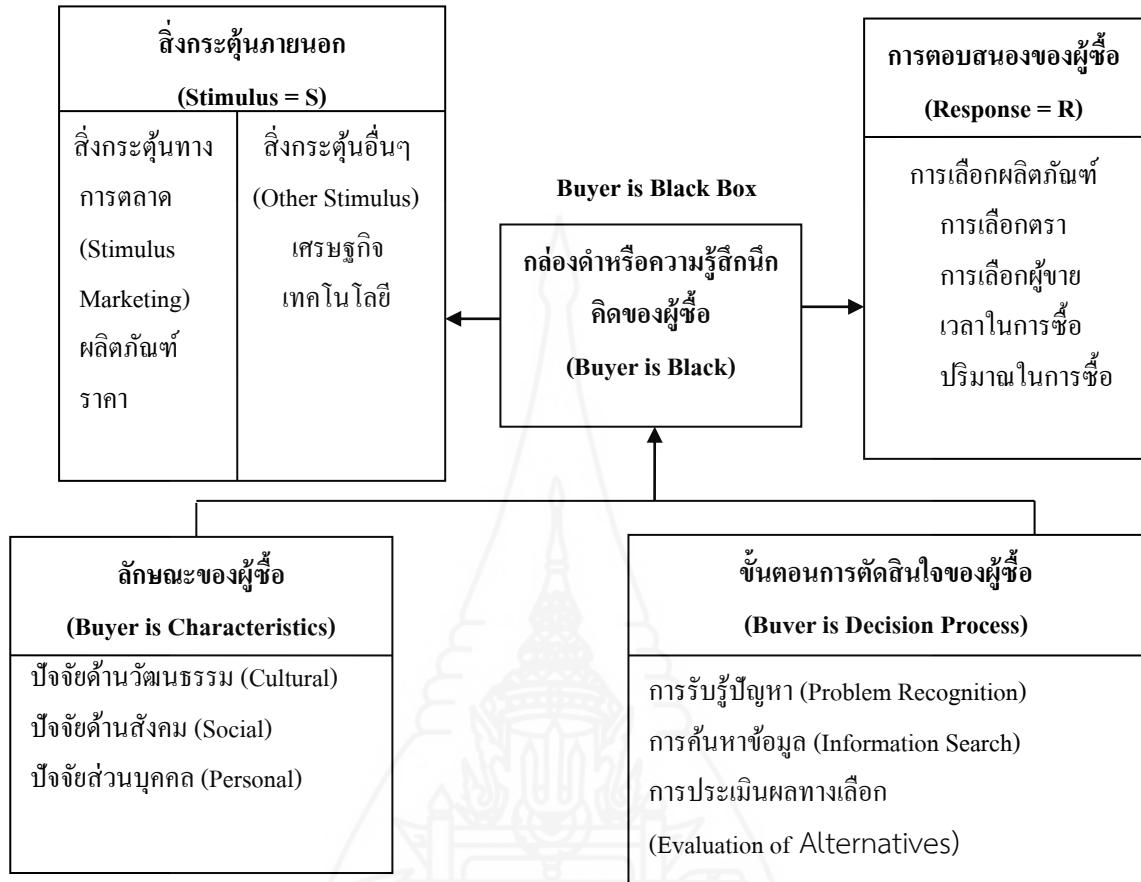 สิ่งกระตุ้นภายนอก
(Stimulus = S)
สิ่งกระตุ้นทาง
การตลาด
(Stimulus
Marketing)
ผลิตภัณฑ์
ราคา
สิ่งกระตุ้นอื่นๆ
(Other Stimulus)
เศรษฐกิจ
เทคโนโลยี
Buyer is Black Box
กล่องดำหรือความรู้สึกนึก
คิดของผู้ซื้อ
(Buyer is Black)
การตอบสนองของผู้ซื้อ
(Response = R)
การเลือกผลิตภัณฑ์
การเลือกตรา
การเลือกผู้ขาย
เวลาในการซื้อ
ปริมาณในการซื้อ
ลักษณะของผู้ซื้อ
(Buyer is Characteristics)
ปัจจัยด้านวัฒนธรรม (Cultural)
ปัจจัยด้านสังคม (Social)
ปัจจัยส่วนบุคคล (Personal)
ขั้นตอนการตัดสินใจของผู้ซื้อ
(Buver is Decision Process)
การรับรู้ปัญหา (Problem Recognition)
การค้นหาข้อมูล (Information Search)
การประเมินผลทางเลือก
(Evaluation of Alternatives)